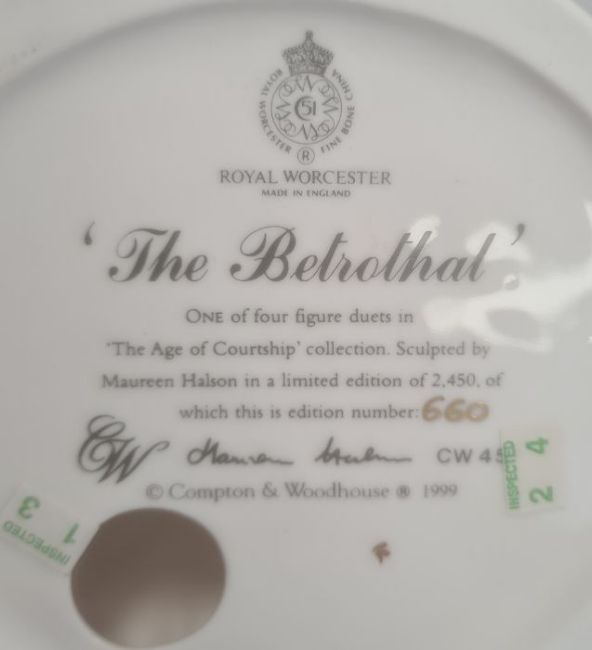 ROYAL WORCESTER FINE BONE CHINA
51
®
ROYAL WORCESTER
MADE IN ENGLAND
'The Betrothal'
ONE of four figure duets in
'The Age of Courtship' collection. Sculpted by
Maureen Halson in a limited edition of 2,450, of
which this is edition number: 660
CW Maureen Halson CW 45
© Compton & Woodhouse ® 1999
INSPECTED
2 4
INSPECTED
1 3